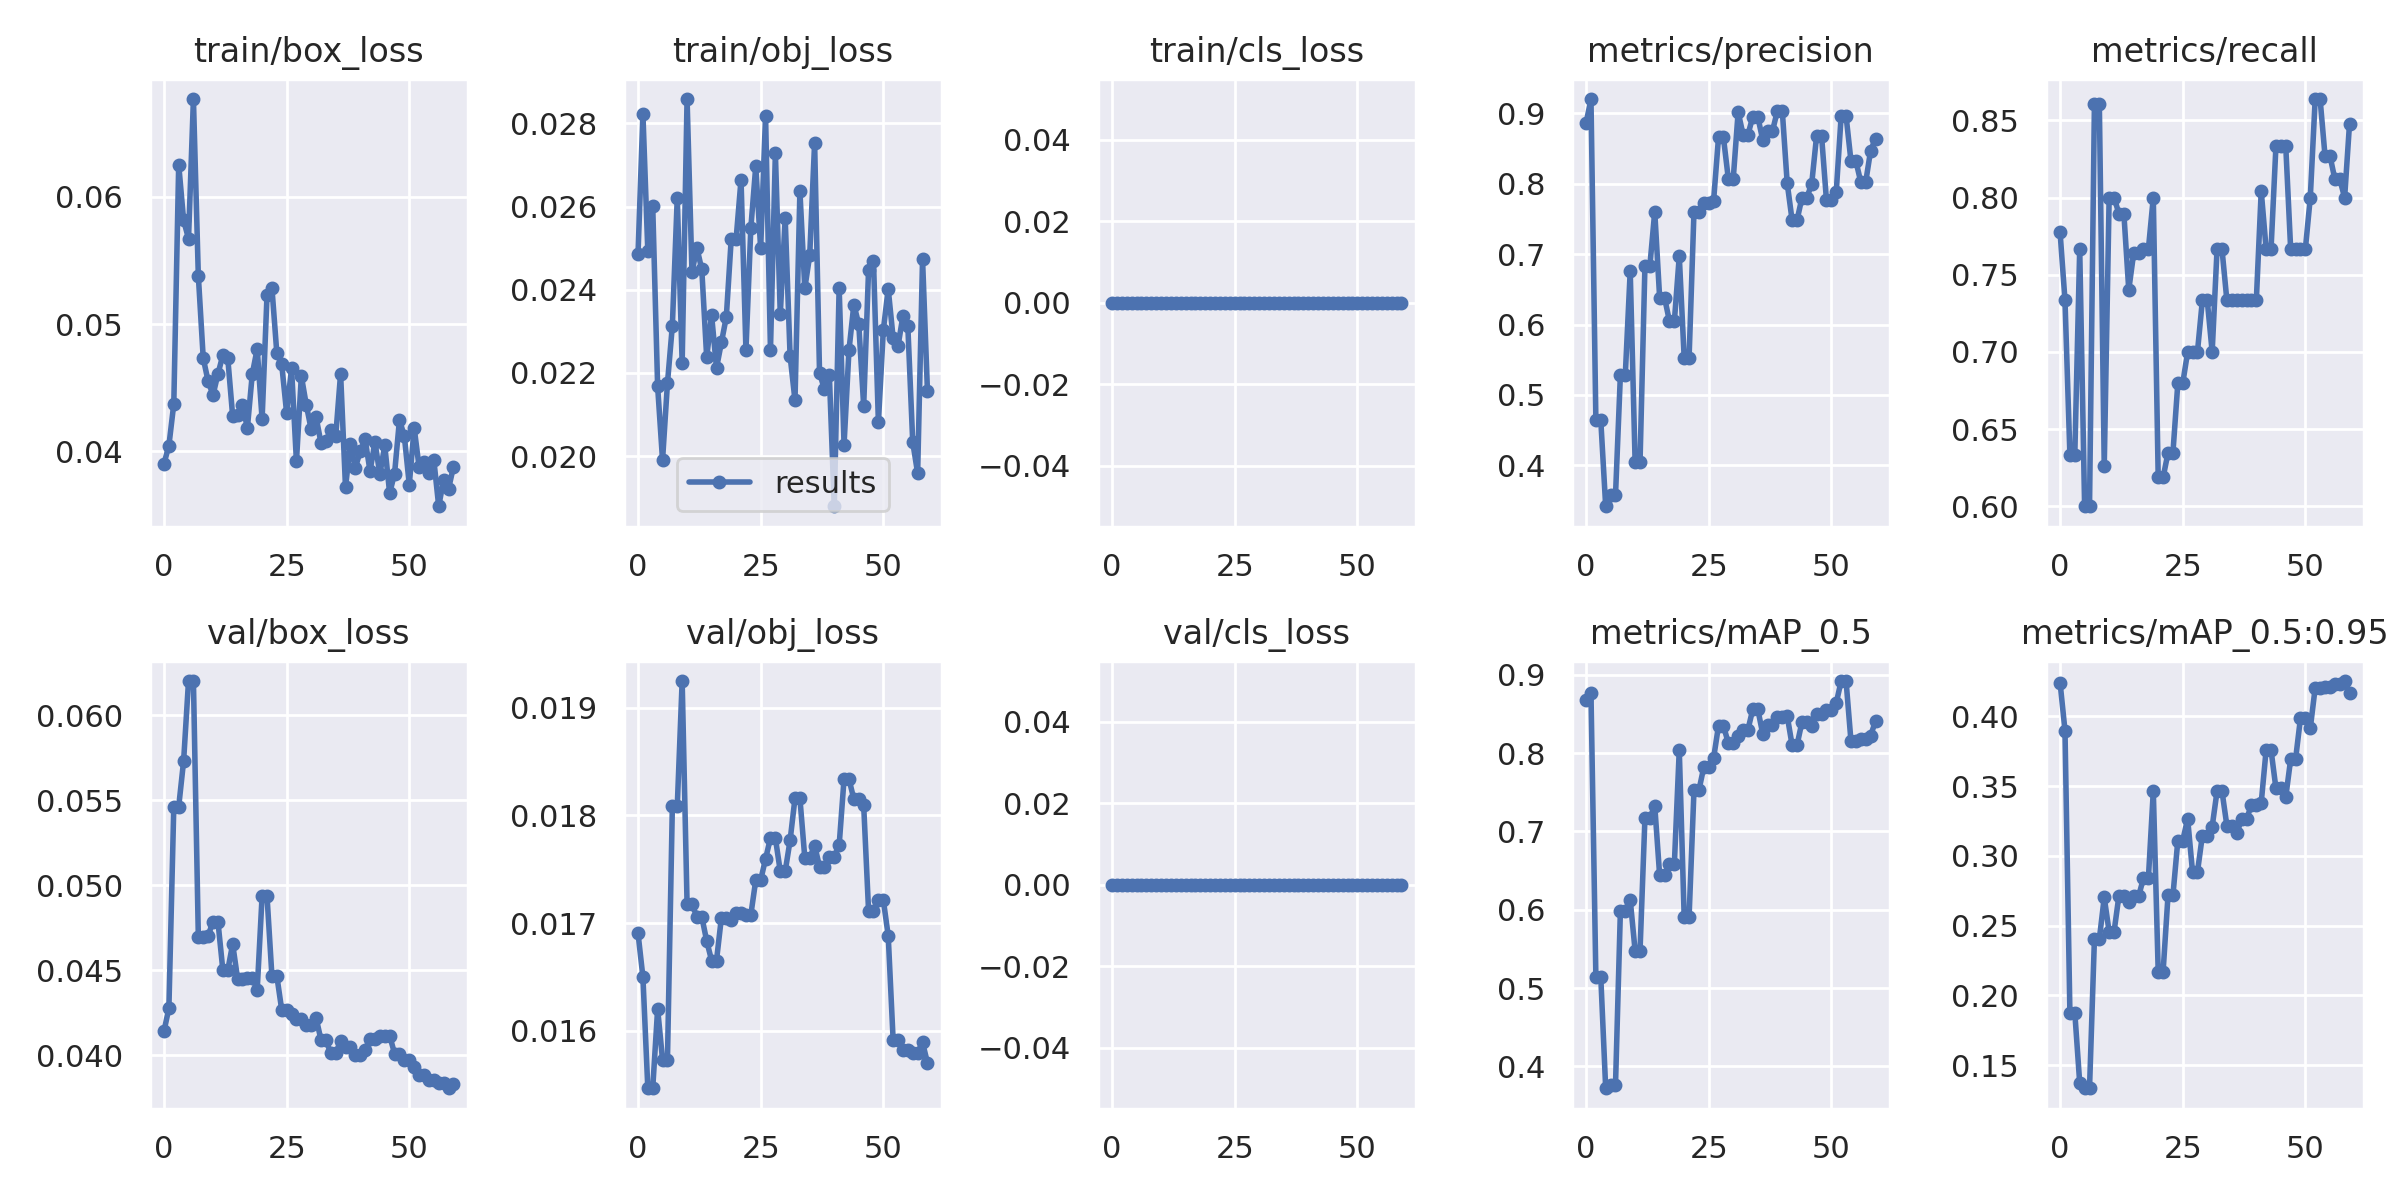 train/box_loss
train/obj_loss
train/cls_loss
metrics/precision
metrics/recall
0.06
0.05
0.04
0 25 50
0.028
0.026
0.024
0.022
0.020
results
0 25 50
0.04
0.02
0.00
−0.02
−0.04
0 25 50
0.9
0.8
0.7
0.6
0.5
0.4
0 25 50
0.85
0.80
0.75
0.70
0.65
0.60
0 25 50
val/box_loss
val/obj_loss
val/cls_loss
metrics/mAP_0.5
metrics/mAP_0.5:0.95
0.060
0.055
0.050
0.045
0.040
0 25 50
0.019
0.018
0.017
0.016
0 25 50
0.04
0.02
0.00
−0.02
−0.04
0 25 50
0.9
0.8
0.7
0.6
0.5
0.4
0 25 50
0.40
0.35
0.30
0.25
0.20
0.15
0 25 50